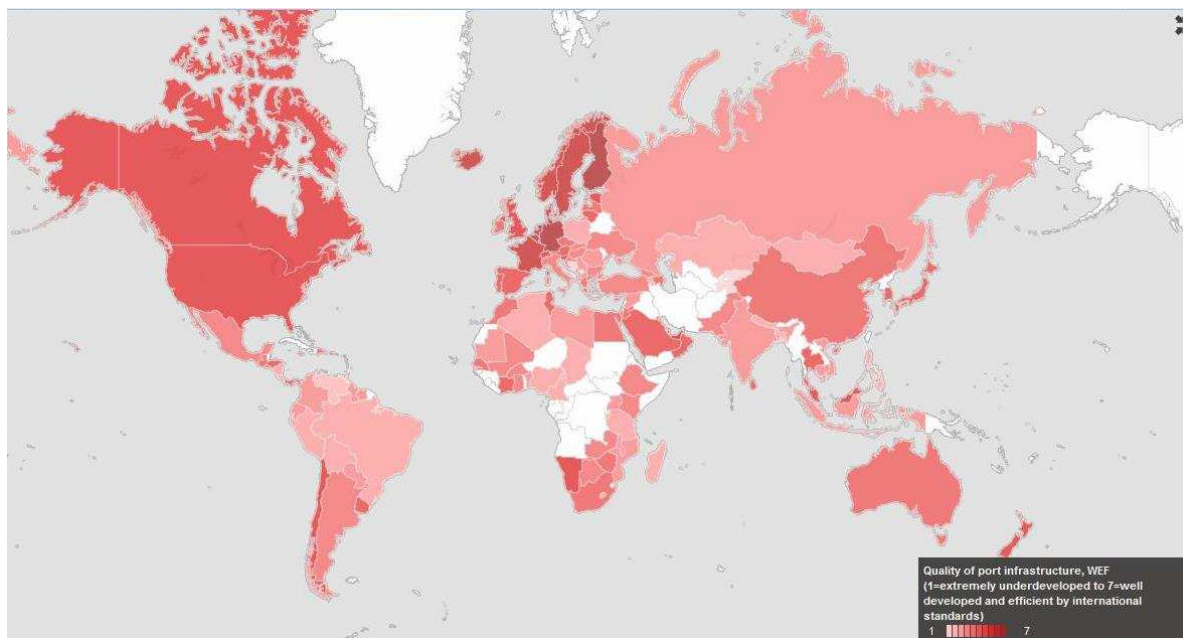 Quality of port infrastructure, WEF
(1=extremely underdeveloped to 7=well
developed and efficient by international
standards)
1 7